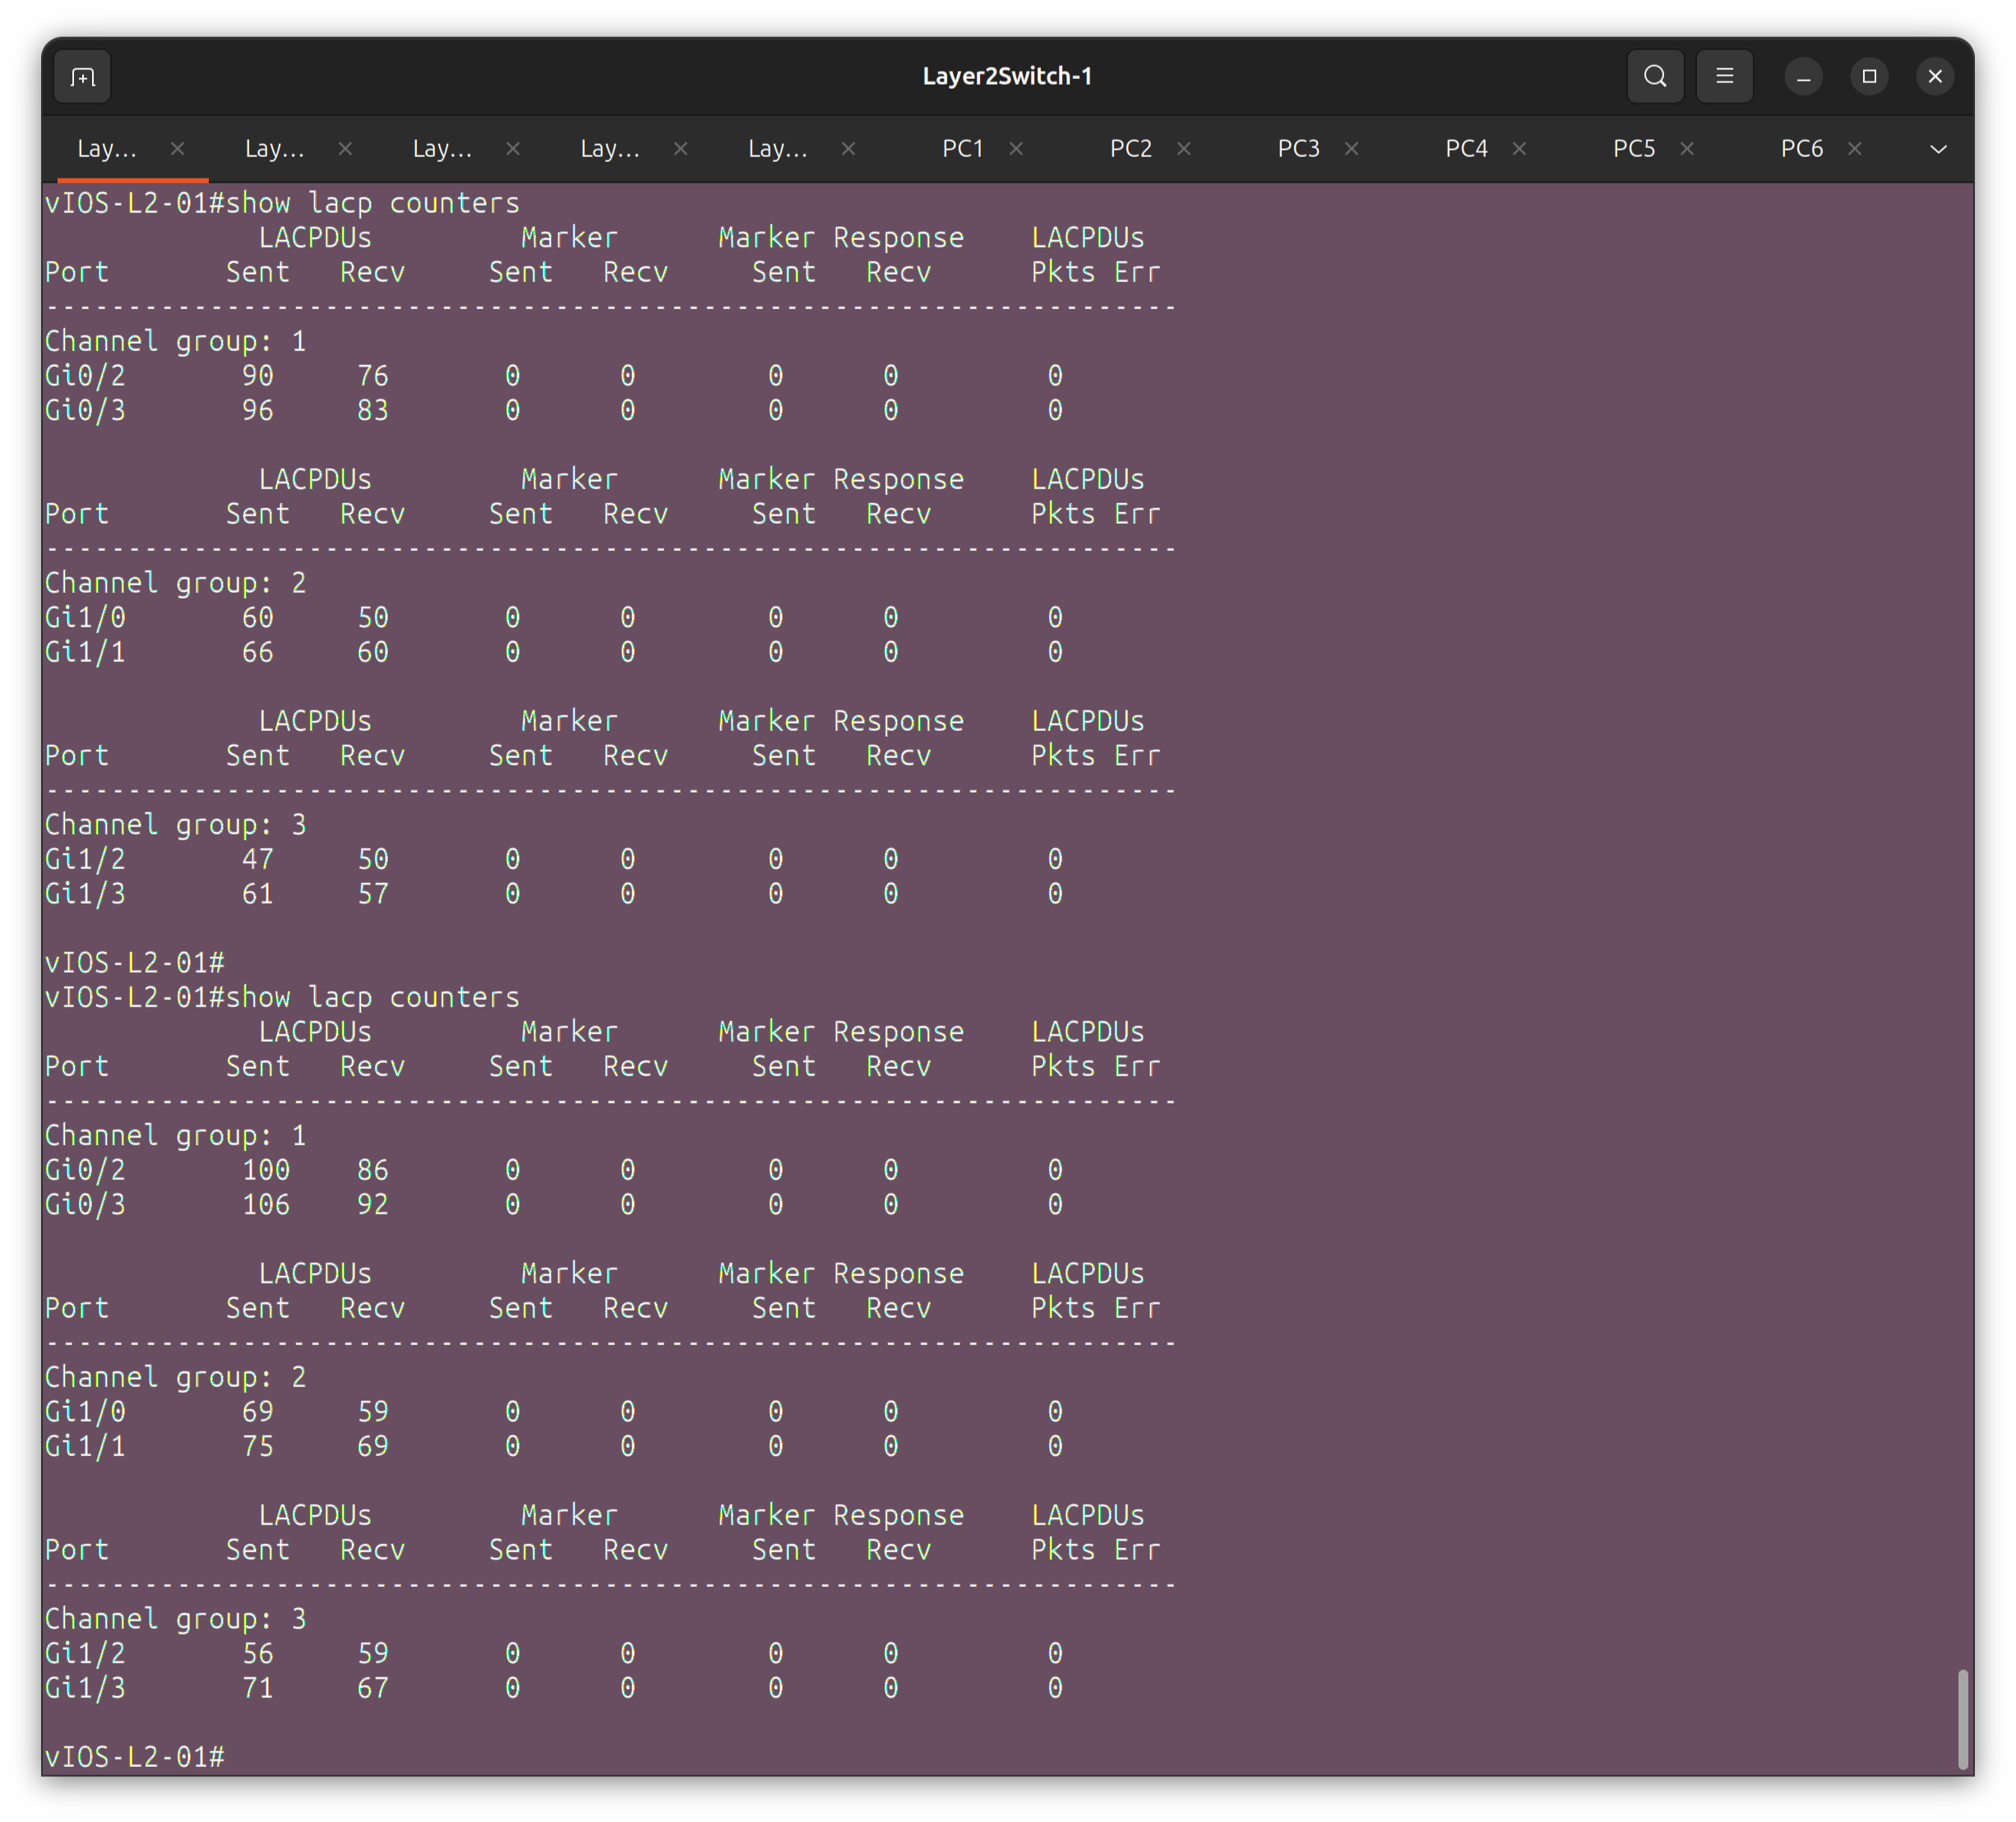 Layer2Switch-1
Lay... Lay... Lay... Lay... Lay... PC1 PC2 PC3 PC4 PC5 PC6
vIOS-L2-01#show lacp counters
             LACPDUs         Marker      Marker Response    LACPDUs
Port       Sent   Recv     Sent   Recv     Sent   Recv      Pkts Err
---------------------------------------------------------------------
Channel group: 1
Gi0/2       90     76       0      0        0      0         0
Gi0/3       96     83       0      0        0      0         0
             LACPDUs         Marker      Marker Response    LACPDUs
Port       Sent   Recv     Sent   Recv     Sent   Recv      Pkts Err
---------------------------------------------------------------------
Channel group: 2
Gi1/0       60     50       0      0        0      0         0
Gi1/1       66     60       0      0        0      0         0
             LACPDUs         Marker      Marker Response    LACPDUs
Port       Sent   Recv     Sent   Recv     Sent   Recv      Pkts Err
---------------------------------------------------------------------
Channel group: 3
Gi1/2       47     50       0      0        0      0         0
Gi1/3       61     57       0      0        0      0         0
vIOS-L2-01#
vIOS-L2-01#show lacp counters
             LACPDUs         Marker      Marker Response    LACPDUs
Port       Sent   Recv     Sent   Recv     Sent   Recv      Pkts Err
---------------------------------------------------------------------
Channel group: 1
Gi0/2       100    86       0      0        0      0         0
Gi0/3       106    92       0      0        0      0         0
             LACPDUs         Marker      Marker Response    LACPDUs
Port       Sent   Recv     Sent   Recv     Sent   Recv      Pkts Err
---------------------------------------------------------------------
Channel group: 2
Gi1/0       69     59       0      0        0      0         0
Gi1/1       75     69       0      0        0      0         0
             LACPDUs         Marker      Marker Response    LACPDUs
Port       Sent   Recv     Sent   Recv     Sent   Recv      Pkts Err
---------------------------------------------------------------------
Channel group: 3
Gi1/2       56     59       0      0        0      0         0
Gi1/3       71     67       0      0        0      0         0
vIOS-L2-01#